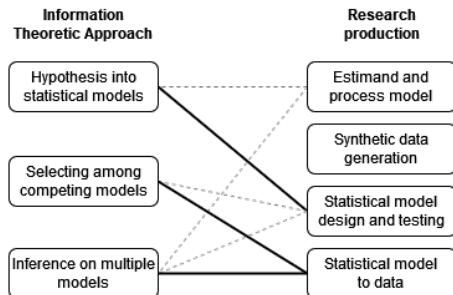 Information
Theoretic Approach
Research
production
Hypothesis into
statistical models
Estimand and
process model
Synthetic data
generation
Selecting among
competing models
Statistical model
design and testing
Inference on multiple
models
Statistical model
to data